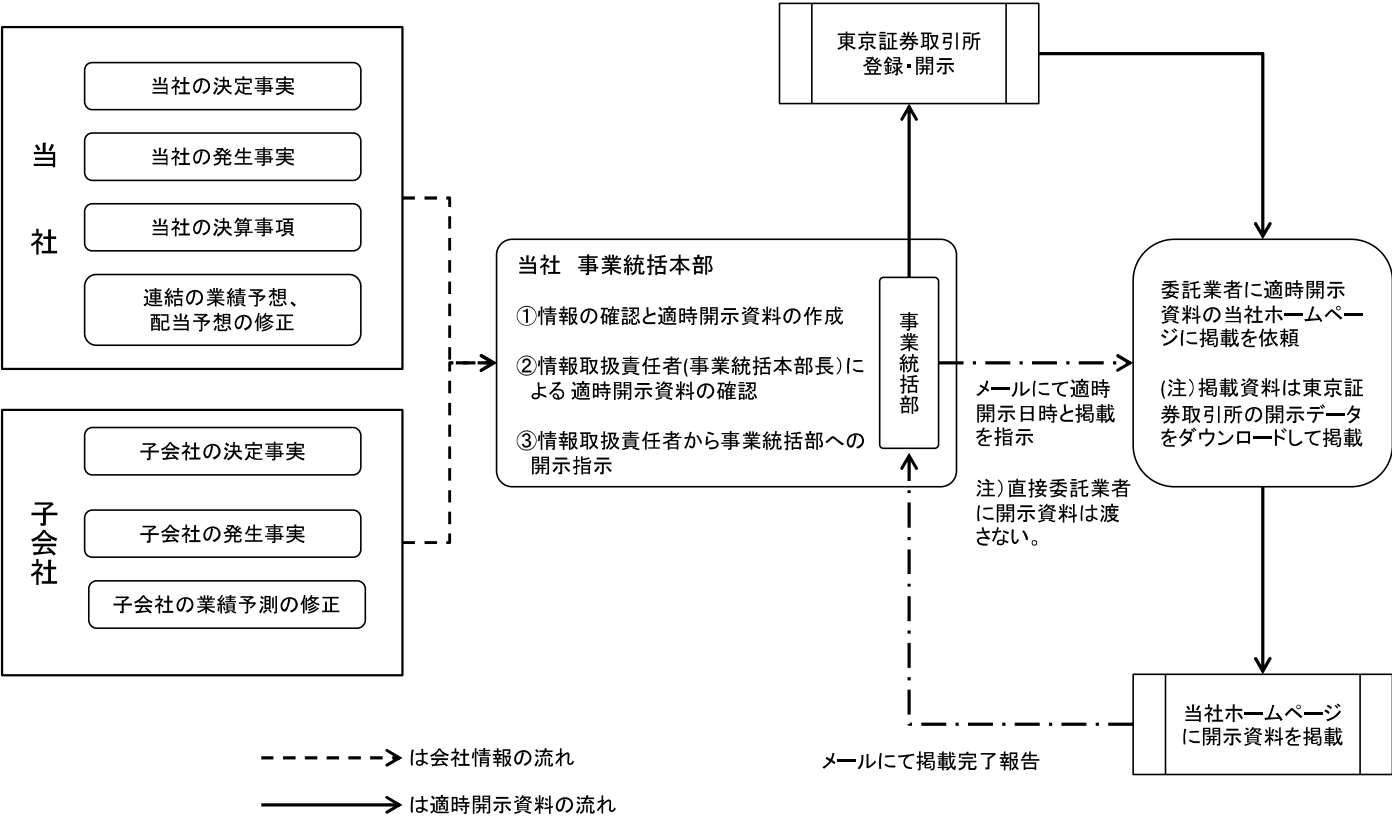 当社
当社の決定事実
当社の発生事実
当社の決算事項
連結の業績予想、
配当予想の修正
子会社
子会社の決定事実
子会社の発生事実
子会社の業績予測の修正
当社 事業統括本部
①情報の確認と適時開示資料の作成
②情報取扱責任者(事業統括本部長)に
よる 適時開示資料の確認
③情報取扱責任者から事業統括部への
開示指示
事業統括部
東京証券取引所
登録・開示
メールにて適時
開示日時と掲載
を指示
注)直接委託業者
に開示資料は渡
さない。
委託業者に適時開示
資料の当社ホームペー
ジに掲載を依頼
(注)掲載資料は東京証
券取引所の開示データ
をダウンロードして掲載
当社ホームページ
に開示資料を掲載
メールにて掲載完了報告
は会社情報の流れ
は適時開示資料の流れ